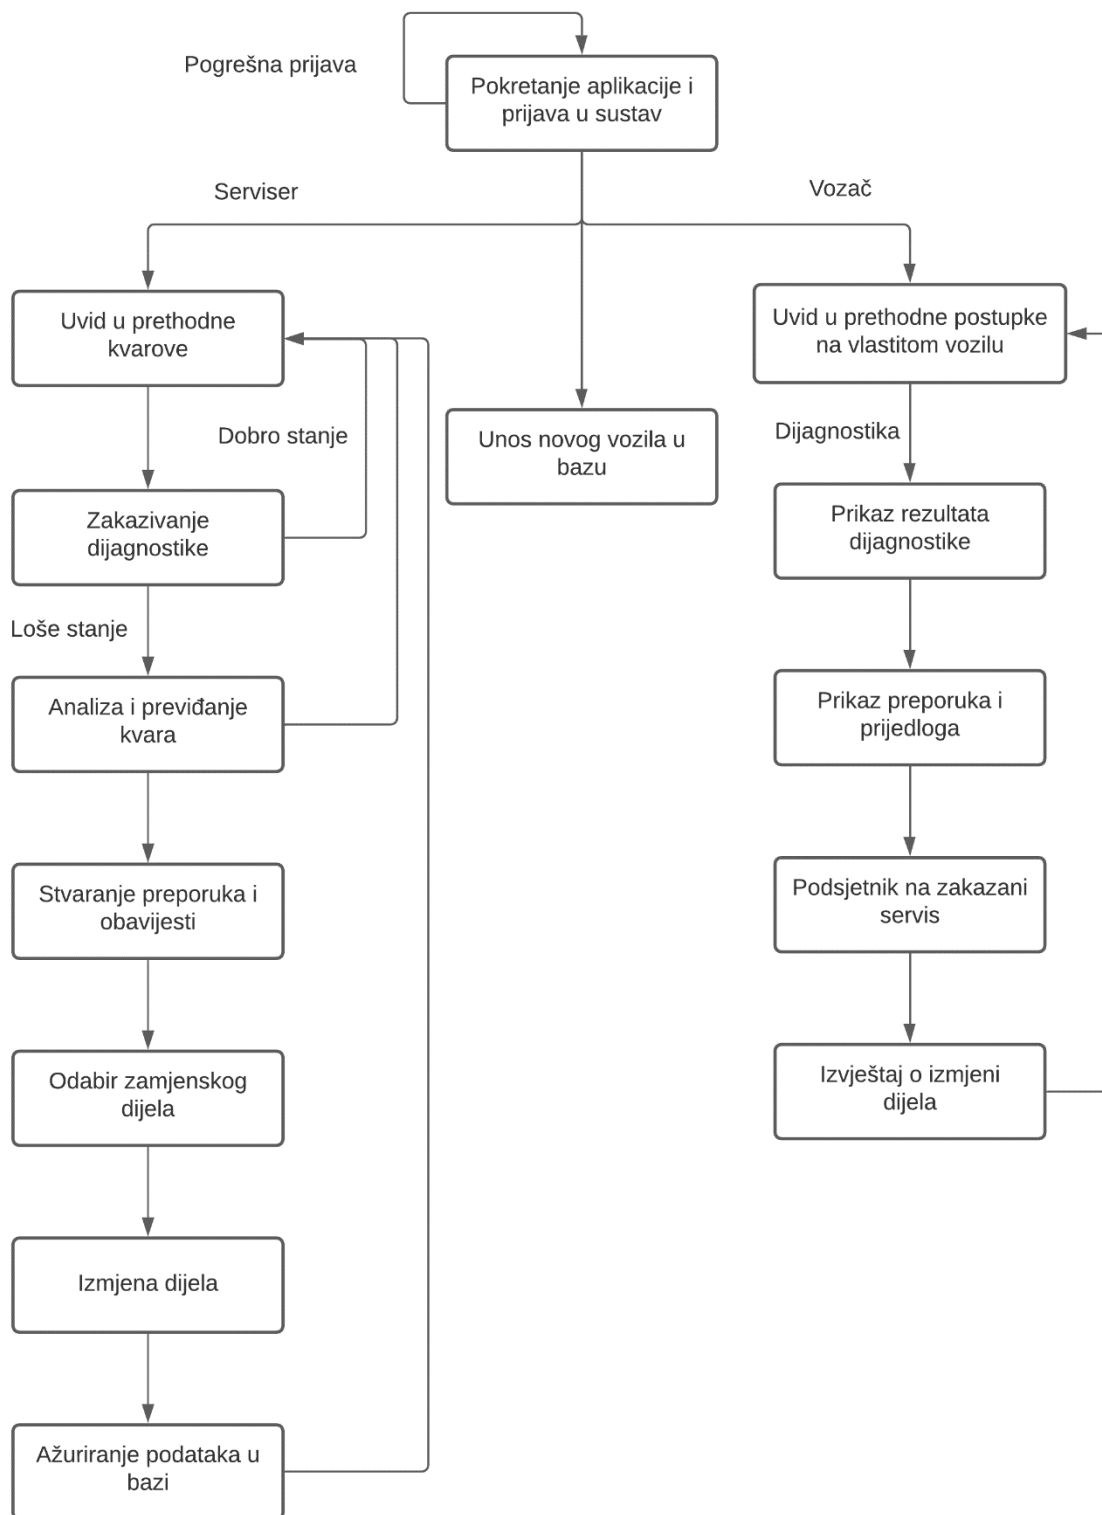 Pogrešna prijava
Pokretanje aplikacije i
prijava u sustav
Serviser
Vozač
Uvid u prethodne
kvarove
Uvid u prethodne postupke
na vlastitom vozilu
Dobro stanje
Unos novog vozila u
bazu
Dijagnostika
Zakazivanje
dijagnostike
Prikaz rezultata
dijagnostike
Loše stanje
Analiza i previđanje
kvara
Prikaz preporuka i
prijedloga
Stvaranje preporuka i
obavijesti
Podsjetnik na zakazani
servis
Odabir zamjenskog
dijela
Izvještaj o izmjeni
dijela
Izmjena dijela
Ažuriranje podataka u
bazi